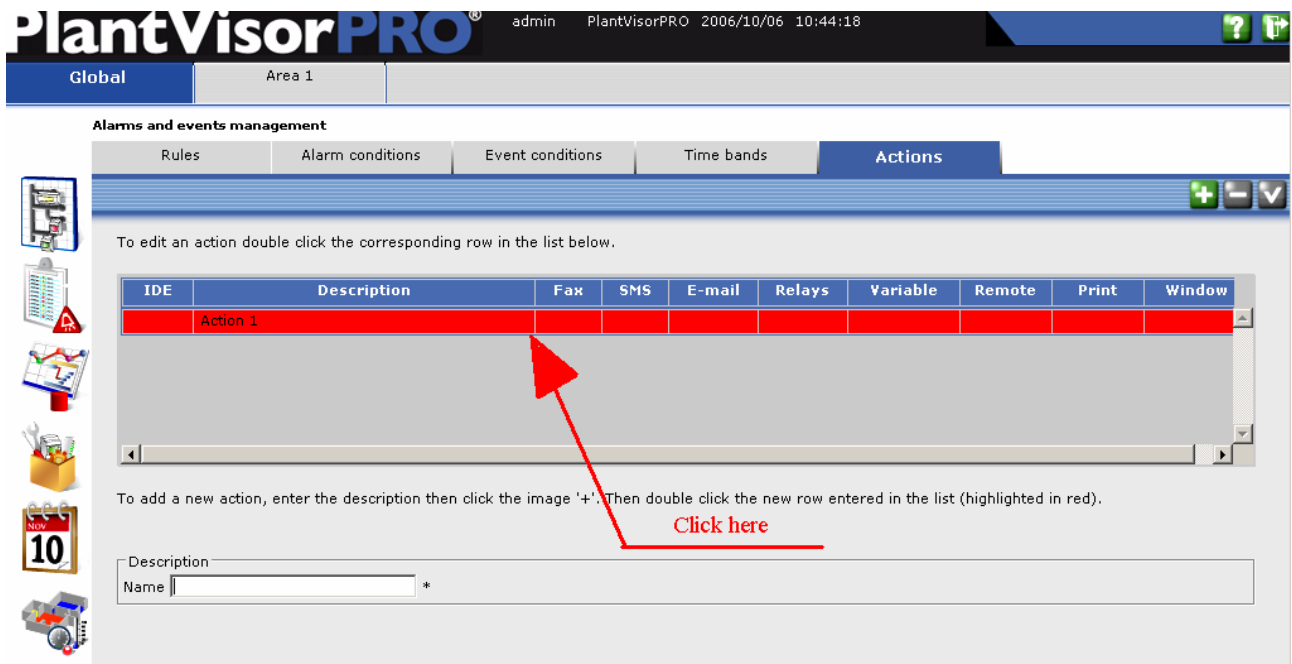 PlantVisorPRO® admin PlantVisorPRO 2006/10/06 10:44:18 ?
Global Area 1
Alarms and events management
Rules Alarm conditions Event conditions Time bands Actions
To edit an action double click the corresponding row in the list below.
IDE Description Fax SMS E-mail Relays Variable Remote Print Window
Action 1
To add a new action, enter the description then click the image '+'. Then double click the new row entered in the list (highlighted in red).
Click here
NOV
10
Description
Name *